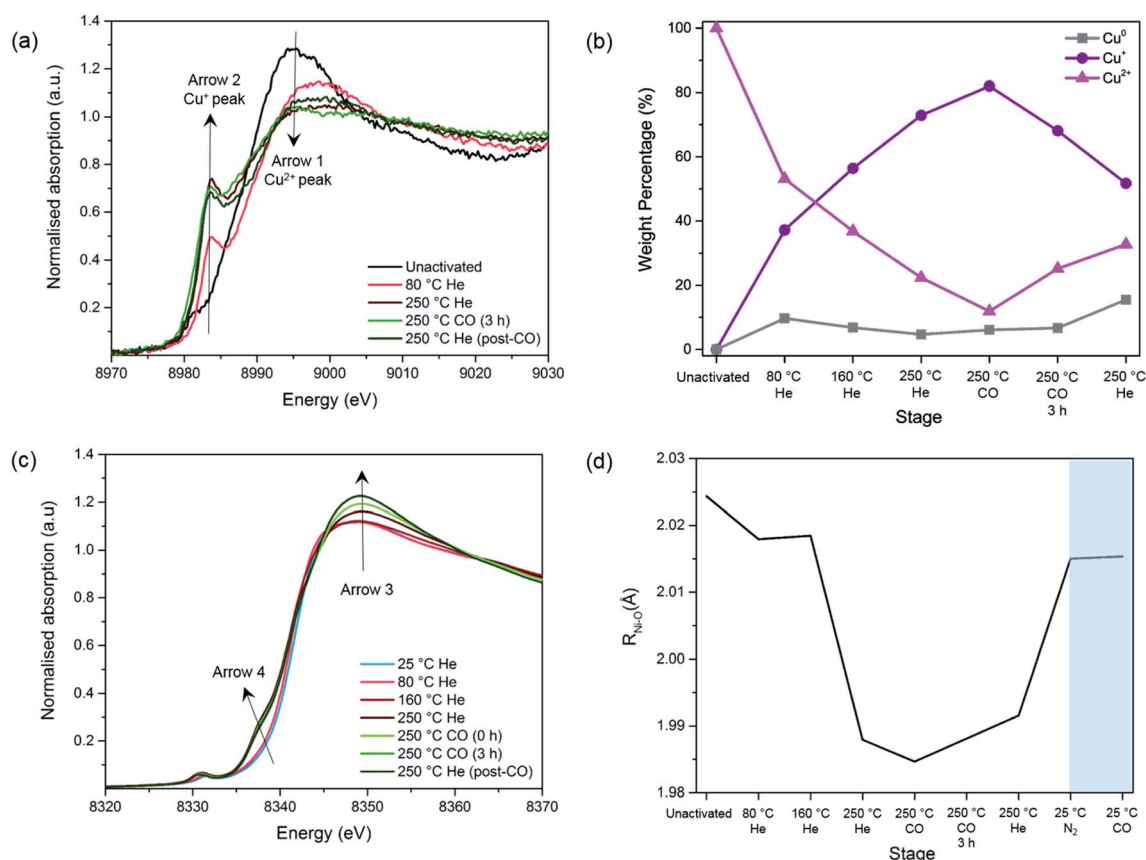 (a)
Normalised absorption (a.u.)
1.4
1.2
1.0
0.8
0.6
0.4
0.2
Arrow 2
Cu⁺ peak
Arrow 1
Cu²⁺ peak
Unactivated
80 °C He
250 °C He
250 °C CO (3 h)
250 °C He (post-CO)
8970 8980 8990 9000 9010 9020 9030
Energy (eV)
(b)
Weight Percentage (%)
100
80
60
40
20
0
Cu⁰
Cu⁺
Cu²⁺
Unactivated 80 °C 160 °C 250 °C 250 °C 250 °C 250 °C
He He He CO CO He
3 h
Stage
(c)
Normalised absorption (a.u)
1.4
1.2
1.0
0.8
0.6
0.4
0.2
Arrow 3
Arrow 4
25 °C He
80 °C He
160 °C He
250 °C He
250 °C CO (0 h)
250 °C CO (3 h)
250 °C He (post-CO)
8320 8330 8340 8350 8360 8370
Energy (eV)
(d)
R_Ni-O(Å)
2.03
2.02
2.01
2.00
1.99
1.98
Unactivated 80 °C 160 °C 250 °C 250 °C 250 °C 250 °C 25 °C 25 °C
He He He CO CO He N₂ CO
3 h
Stage